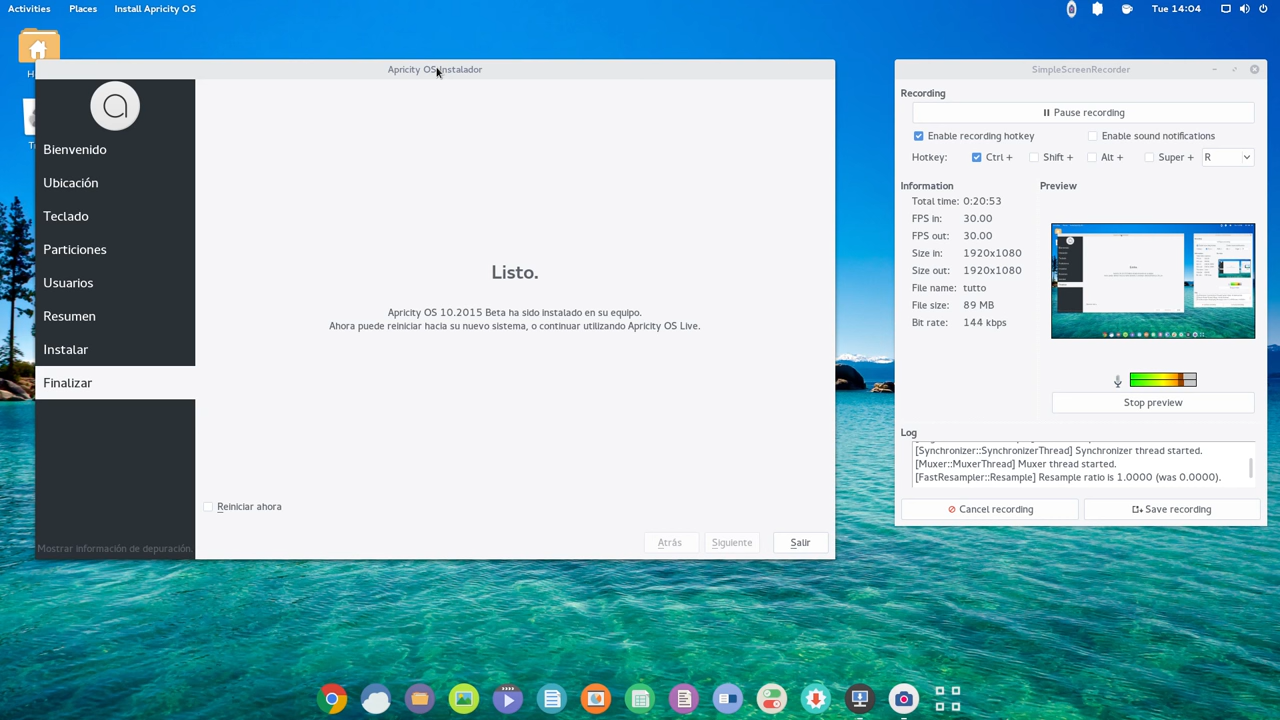 Activities Places Install Apricity OS
Tue 14:04
Apricity OS Instalador
Bienvenido
Ubicación
Teclado
Particiones
Usuarios
Resumen
Instalar
Finalizar
Mostrar información de depuración.
Listo.
Apricity OS 10.2015 Beta ha sido instalado en su equipo.
Ahora puede reiniciar hacia su nuevo sistema, o continuar utilizando Apricity OS Live.
Reiniciar ahora
Atrás Siguiente Salir
SimpleScreenRecorder
Recording
Pause recording
Enable recording hotkey Enable sound notifications
Hotkey: Ctrl + Shift + Alt + Super + R
Information Preview
Total time: 0:20:53
FPS in: 30.00
FPS out: 30.00
Size in: 1920x1080
Size out: 1920x1080
File name: tutto
File size: 89 MB
Bit rate: 144 kbps
Stop preview
Log
[Synchronizer::SynchronizerThread] Synchronizer thread started.
[Muxer::MuxerThread] Muxer thread started.
[FastResampler::Resample] Resample ratio is 1.0000 (was 0.0000).
Cancel recording Save recording